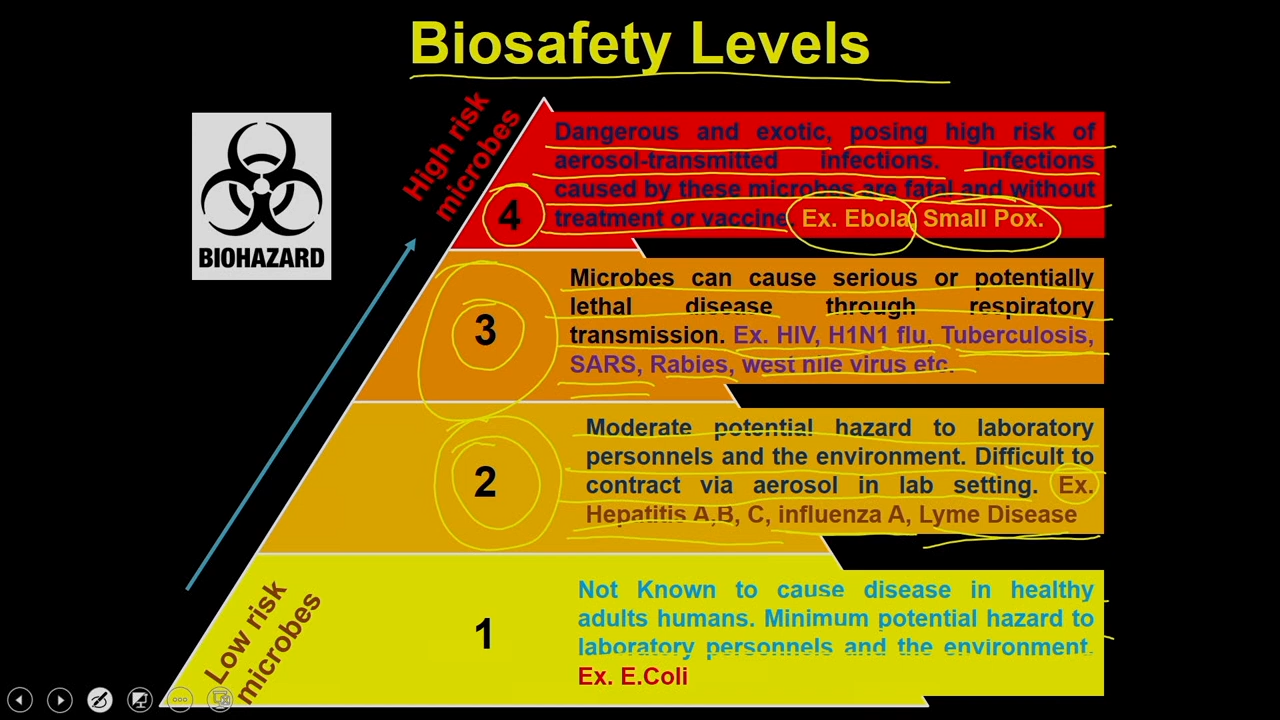 Biosafety Levels
BIOHAZARD
High risk
microbes
4
Dangerous and exotic, posing high risk of
aerosol-transmitted infections. Infections
caused by these microbes are fatal and without
treatment or vaccine. Ex. Ebola, Small Pox.
3
Microbes can cause serious or potentially
lethal disease through respiratory
transmission. Ex. HIV, H1N1 flu, Tuberculosis,
SARS, Rabies, west nile virus etc.
2
Moderate potential hazard to laboratory
personnels and the environment. Difficult to
contract via aerosol in lab setting. Ex.
Hepatitis A,B, C, influenza A, Lyme Disease
Low risk
microbes
1
Not Known to cause disease in healthy
adults humans. Minimum potential hazard to
laboratory personnels and the environment.
Ex. E.Coli